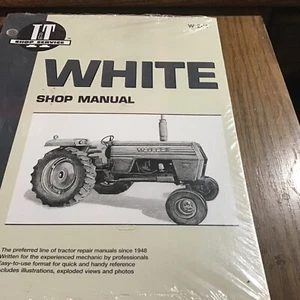 I&T
SHOP SERVICE
WHITE
SHOP MANUAL
WHITE
The preferred line of tractor repair manuals since 1948
Written for the experienced mechanic by professionals
Easy-to-use format for quick and handy reference
Includes illustrations, exploded views and photos